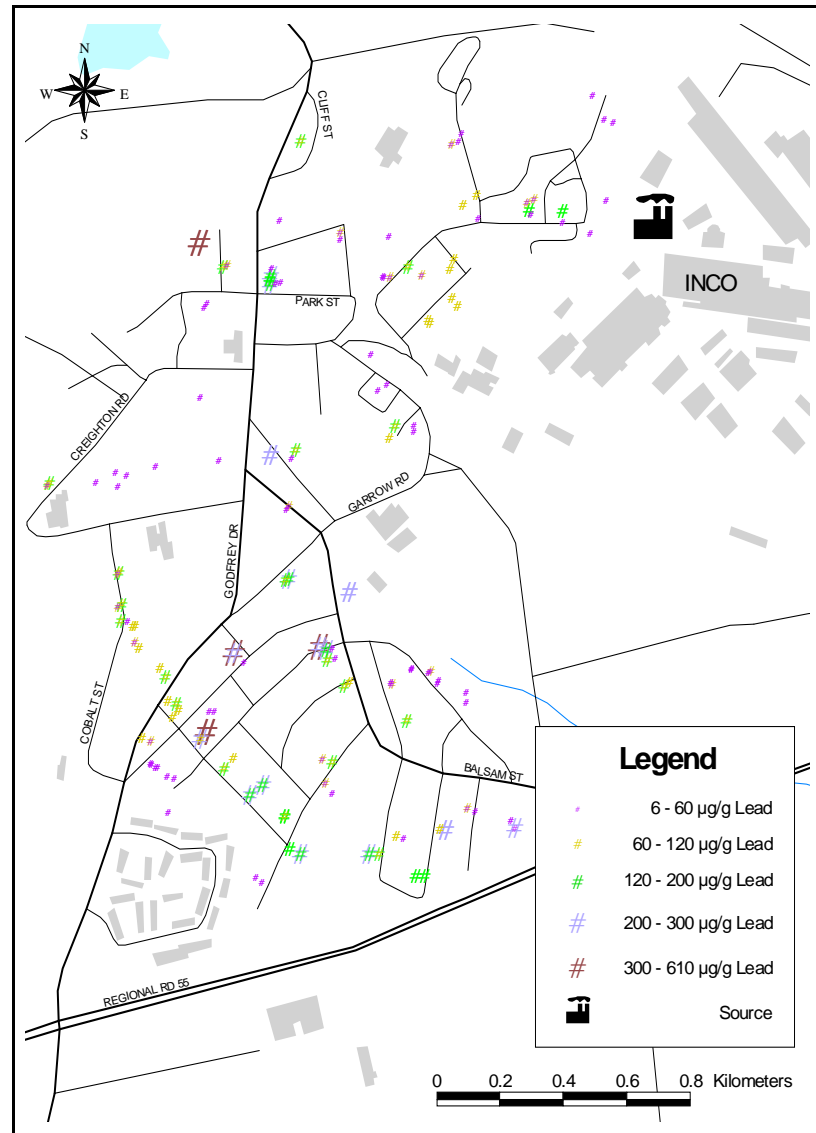 N
W E
S
CLIFF ST
INCO
PARK ST
CREIGHTON RD
GARROW RD
GODFREY DR
COBALT ST
BALSAM ST
REGIONAL RD 55
Legend
# 6 - 60 µg/g Lead
# 60 - 120 µg/g Lead
# 120 - 200 µg/g Lead
# 200 - 300 µg/g Lead
# 300 - 610 µg/g Lead
Source
0 0.2 0.4 0.6 0.8 Kilometers